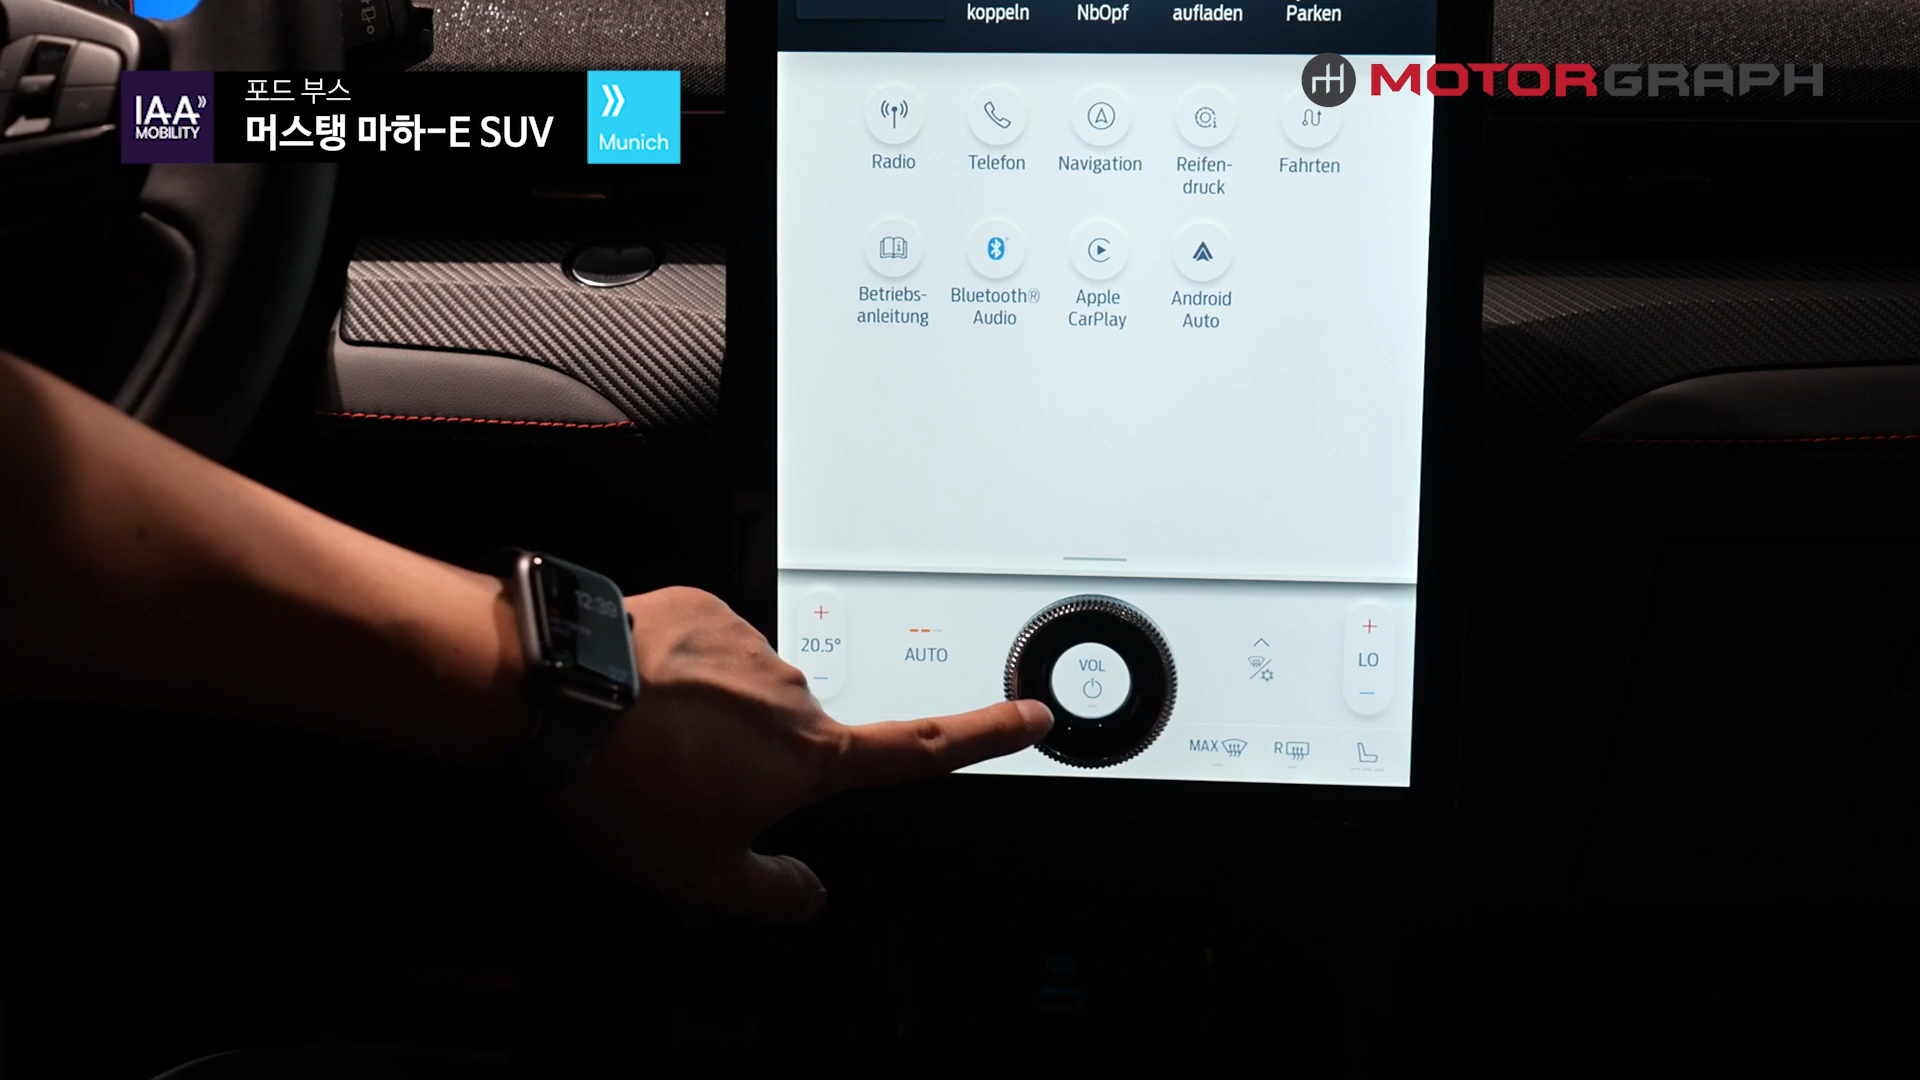 koppeln NbOpf aufladen Parken
MOTORGRAPH
IAA
MOBILITY
포드 부스
머스탱 마하-E SUV
Munich
Radio Telefon Navigation Reifen-
druck Fahrten
Betriebs-
anleitung Bluetooth® Audio
Apple
CarPlay
Android
Auto
12:39
20.5°
AUTO
VOL
LO
MAX R